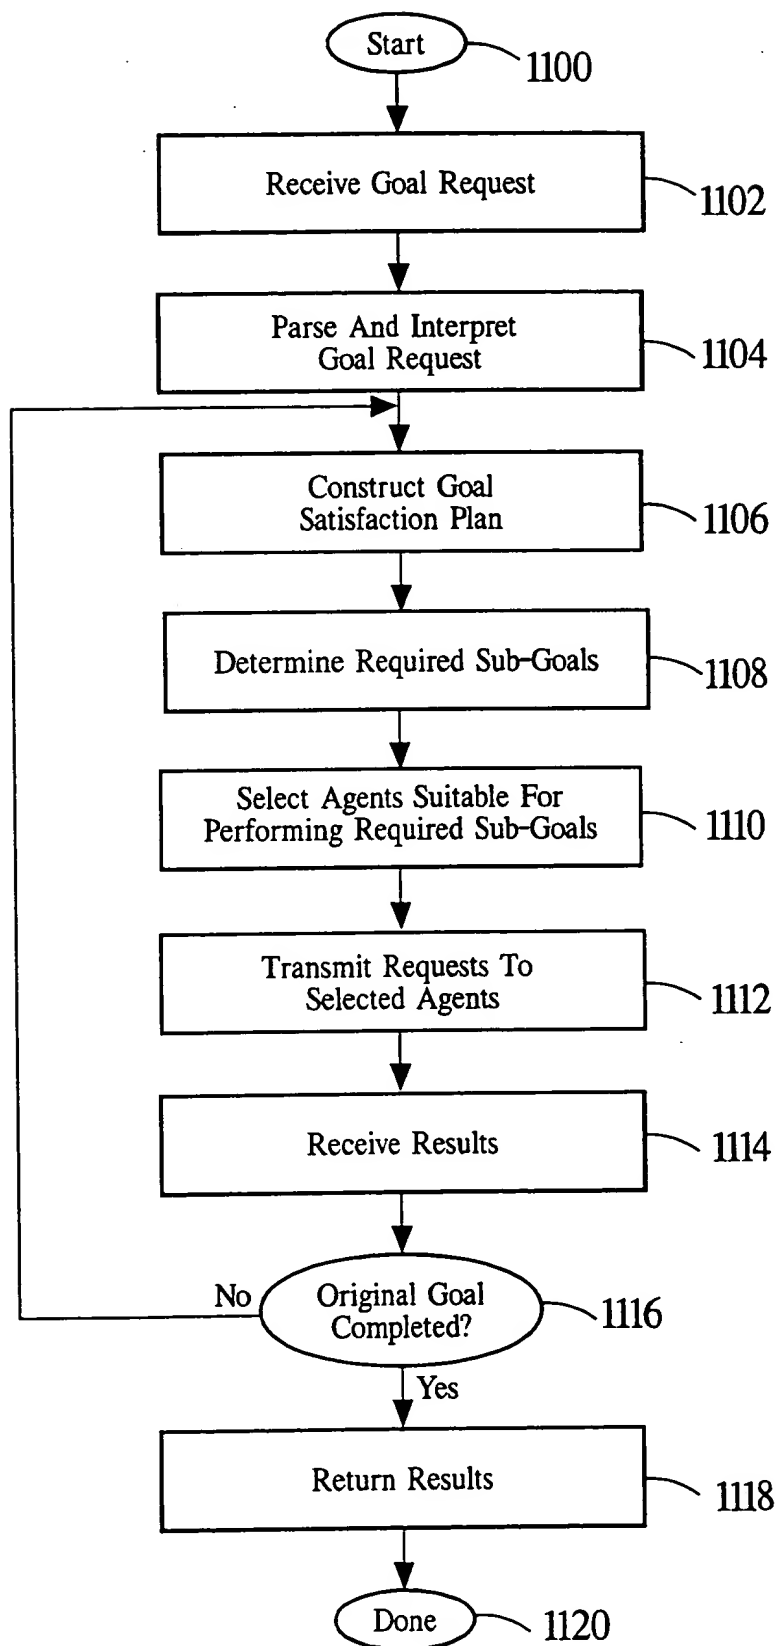 Start
1100
Receive Goal Request
1102
Parse And Interpret
Goal Request
1104
Construct Goal
Satisfaction Plan
1106
Determine Required Sub-Goals
1108
Select Agents Suitable For
Performing Required Sub-Goals
1110
Transmit Requests To
Selected Agents
1112
Receive Results
1114
No
Original Goal
Completed?
1116
Yes
Return Results
1118
Done
1120